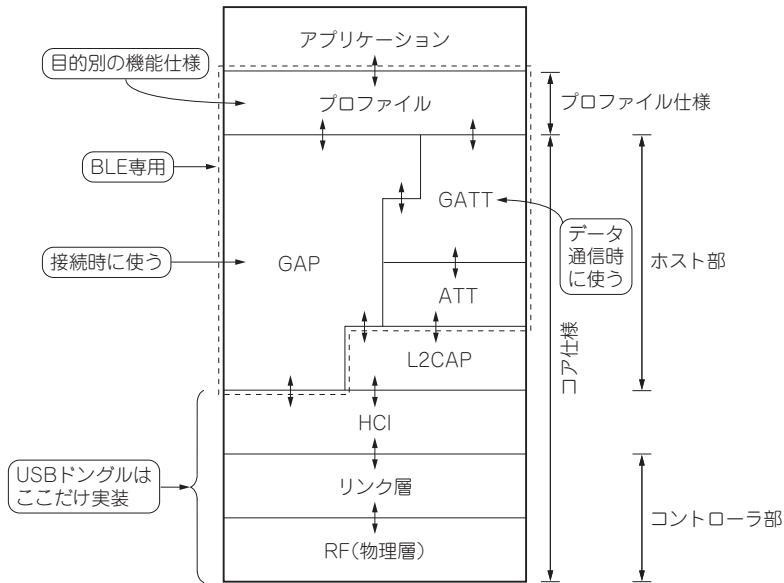 アプリケーション
目的別の機能仕様
プロファイル
プロファイル仕様
BLE専用
GATT
データ
通信時
に使う
接続時に使う
GAP
ホスト部
ATT
コア仕様
L2CAP
HCI
USBドングルは
ここだけ実装
リンク層
コントローラ部
RF(物理層)